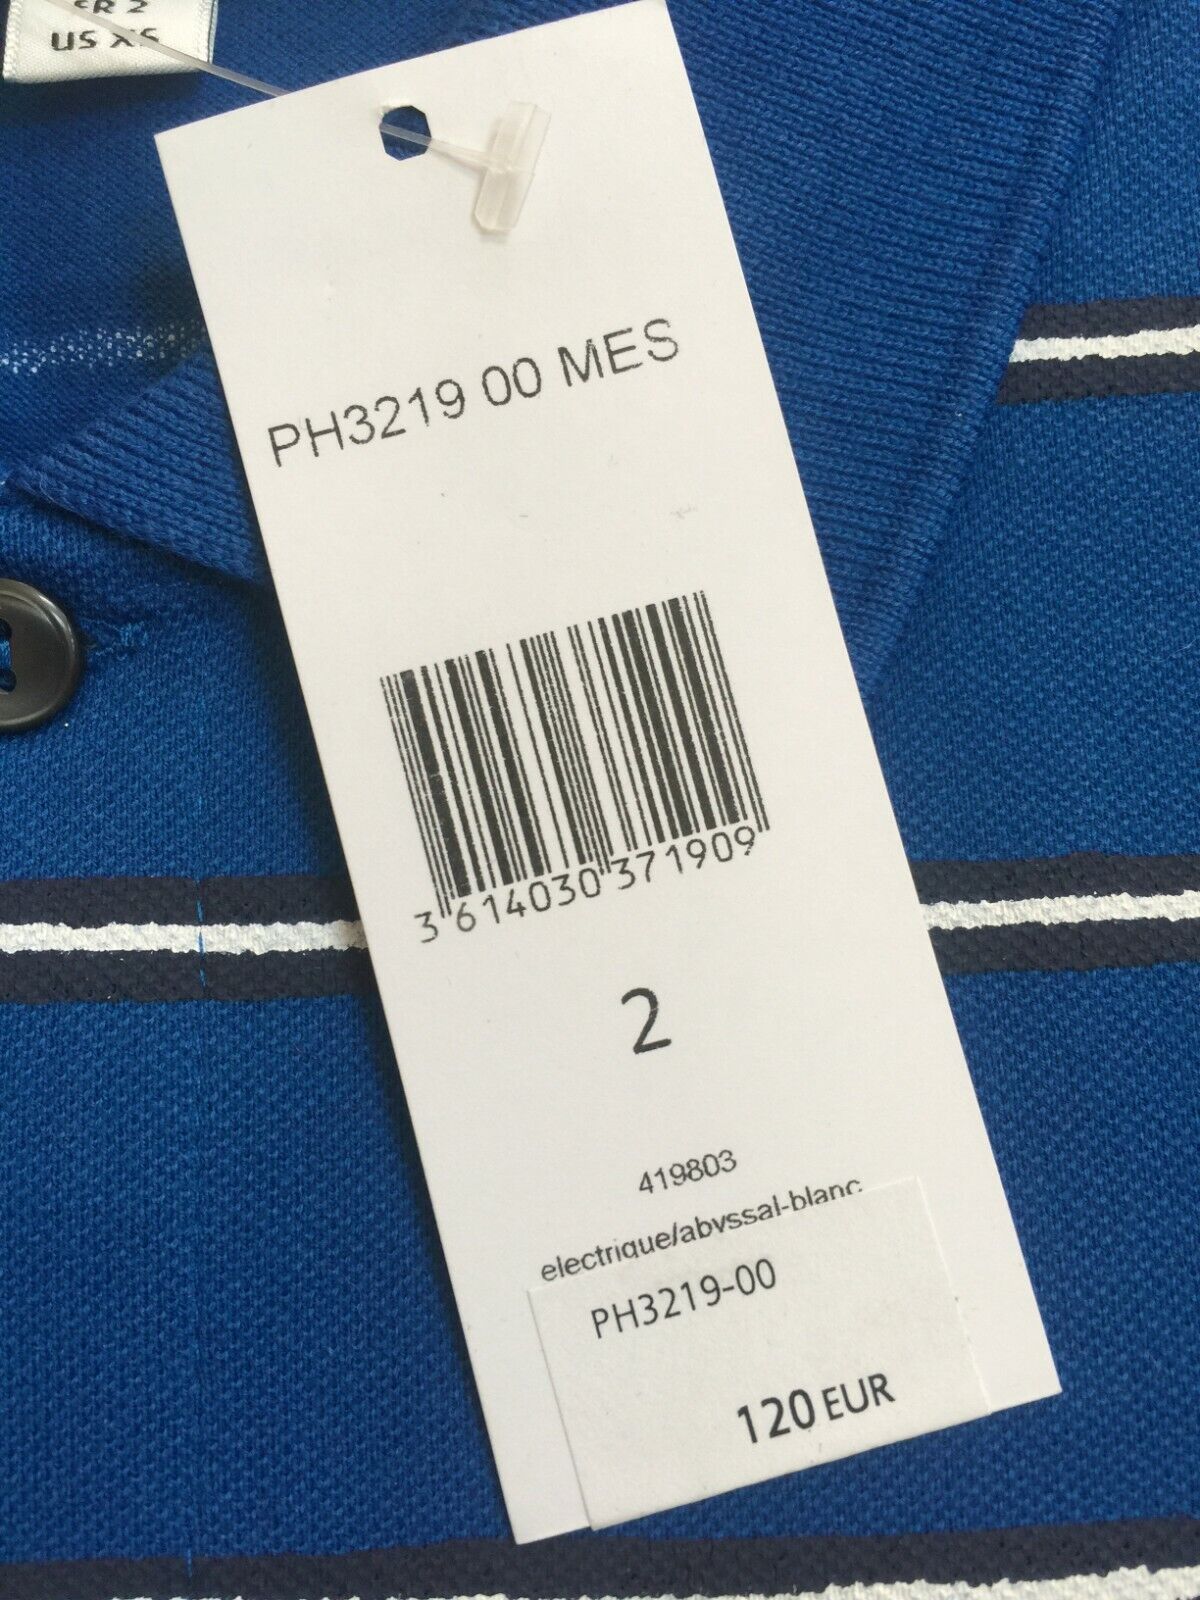 FR 2
US XS
PH3219 00 MES
3 614030 371909
2
419803
electrique/abyssal-blanc
PH3219-00
120 EUR